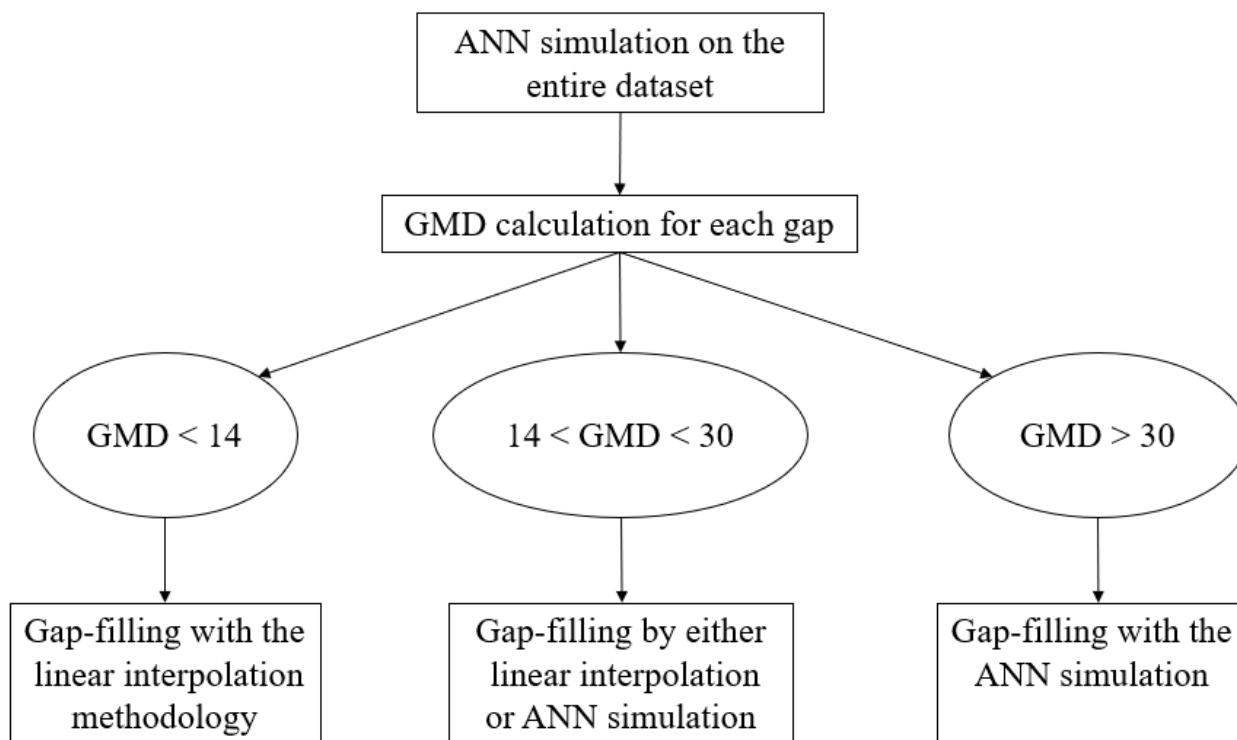 ANN simulation on the
entire dataset
GMD calculation for each gap
GMD < 14
14 < GMD < 30
GMD > 30
Gap-filling with the
linear interpolation
methodology
Gap-filling by either
linear interpolation
or ANN simulation
Gap-filling with the
ANN simulation